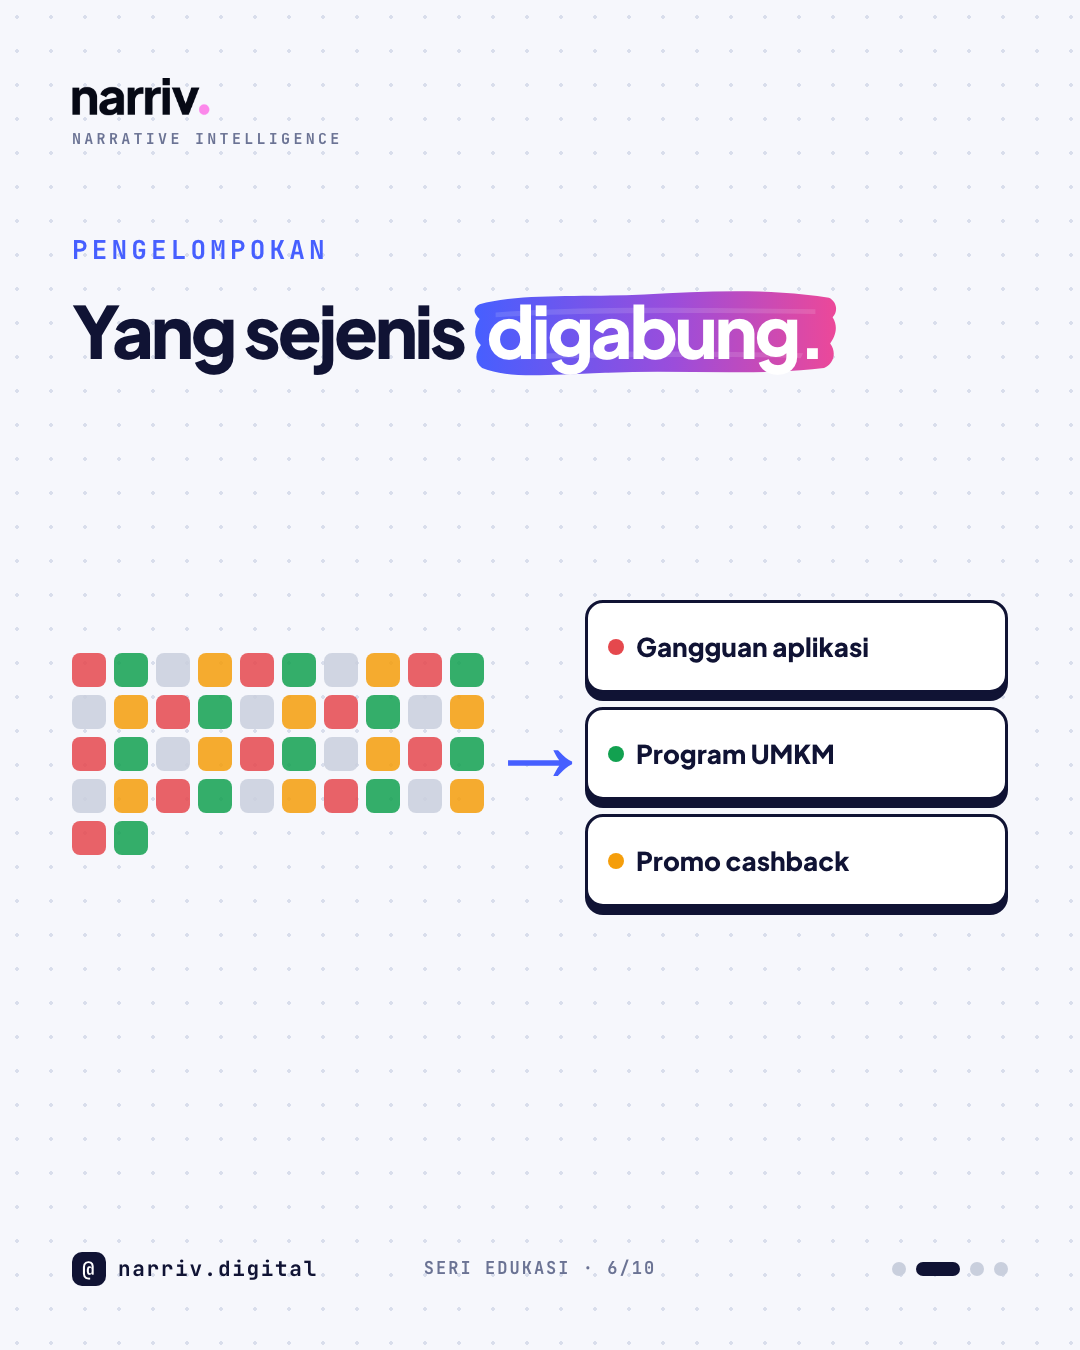 narriv.
NARRATIVE INTELLIGENCE
PENGELOMPOKAN
Yang sejenis digabung.
Gangguan aplikasi
Program UMKM
Promo cashback
@ narriv.digital
SERI EDUKASI · 6/10